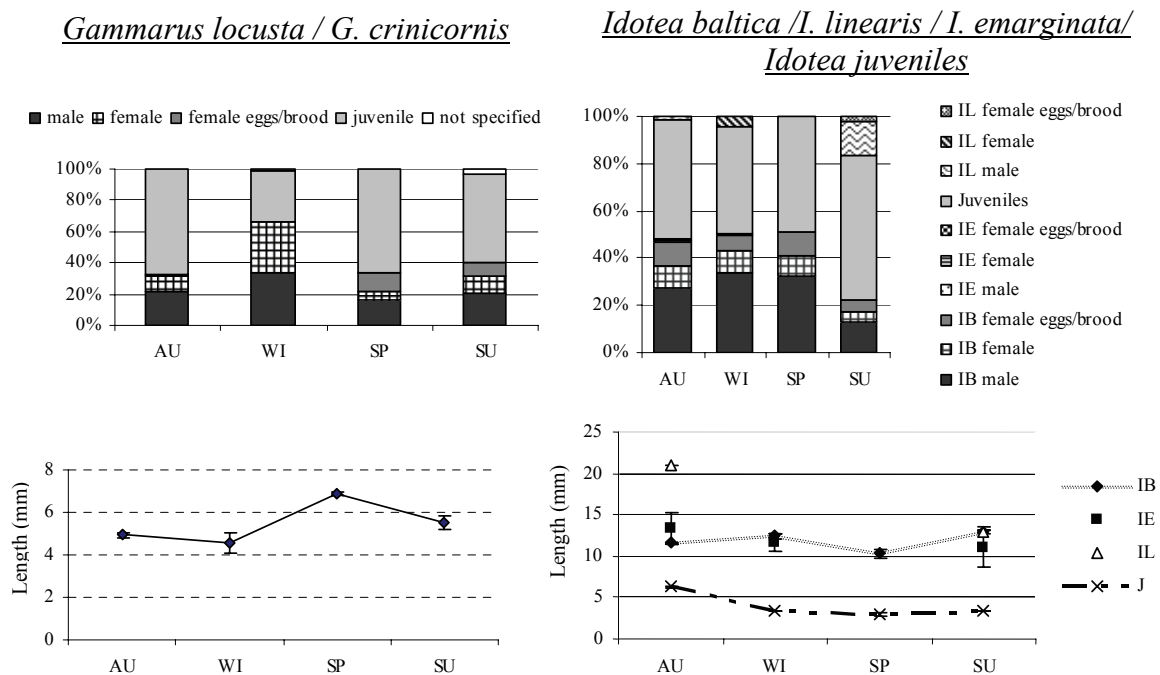 Gammarus locusta / G. crinicornis
male female female eggs/brood juvenile not specified
100%
80%
60%
40%
20%
0%
AU WI SP SU
Length (mm)
8
6
4
2
0
AU WI SP SU
Idotea baltica /I. linearis / I. emarginata/
Idotea juveniles
100%
80%
60%
40%
20%
0%
AU WI SP SU
IL female eggs/brood
IL female
IL male
Juveniles
IE female eggs/brood
IE female
IE male
IB female eggs/brood
IB female
IB male
Length (mm)
25
20
15
10
5
0
AU WI SP SU
IB
IE
IL
J